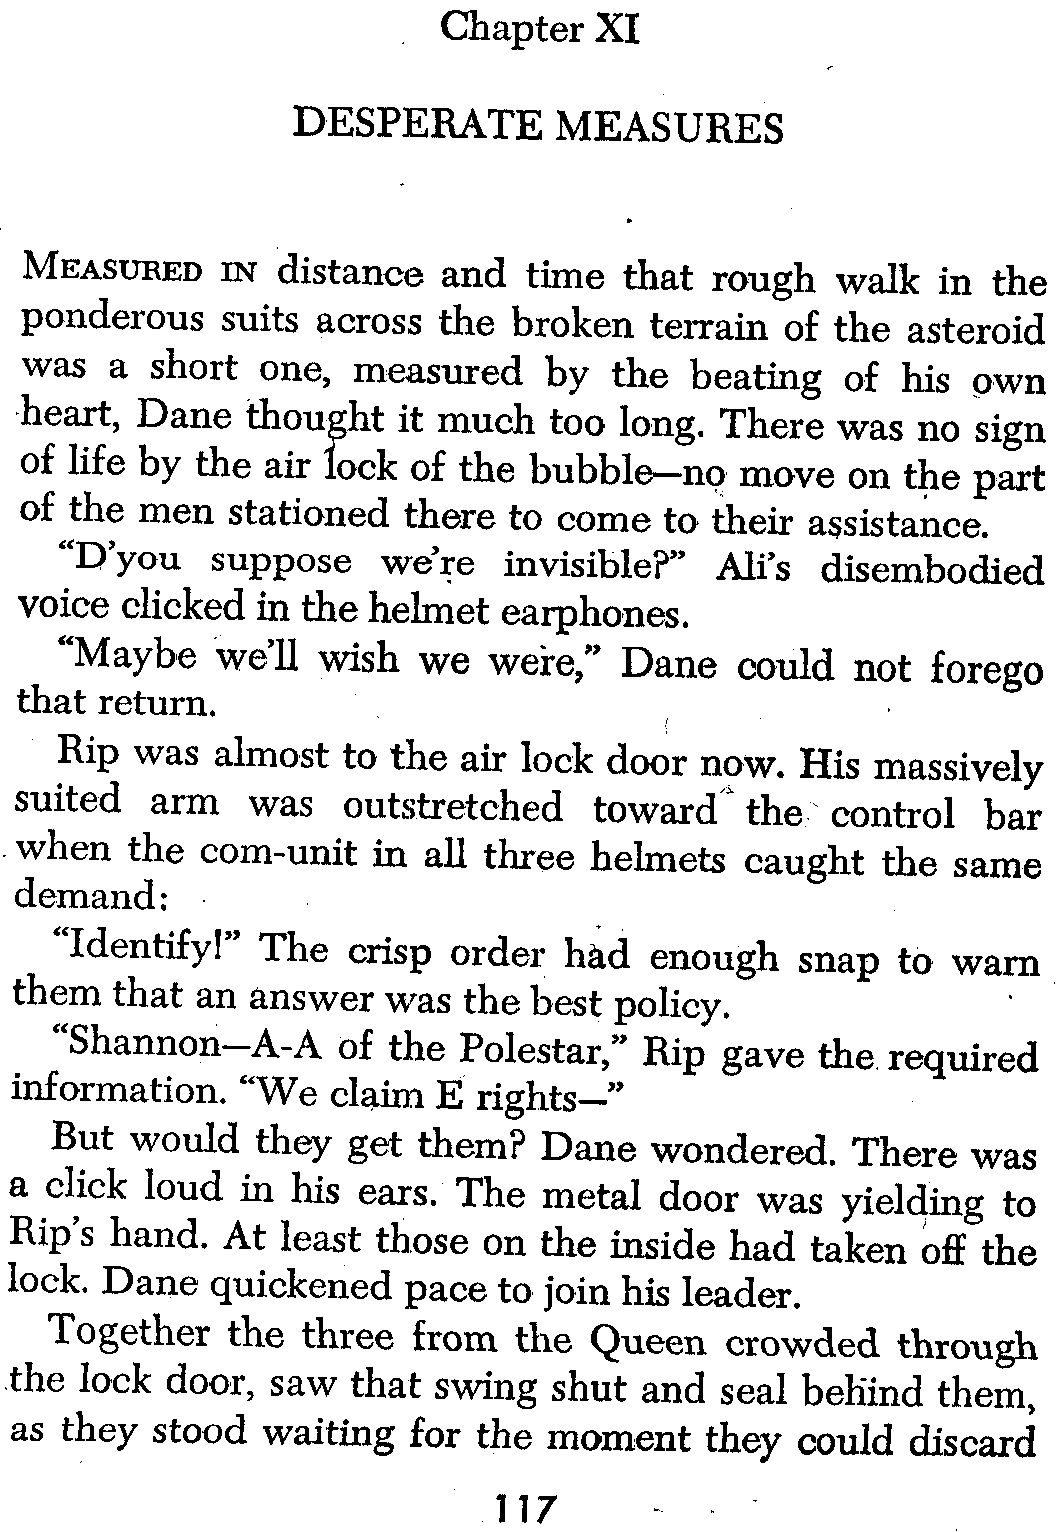 Chapter XI
DESPERATE MEASURES
MEASURED IN distance and time that rough walk in the
ponderous suits across the broken terrain of the asteroid
was a short one, measured by the beating of his own
heart, Dane thought it much too long. There was no sign
of life by the air lock of the bubble—no move on the part
of the men stationed there to come to their assistance.
“D’you suppose we’re invisible?” Ali’s disembodied
voice clicked in the helmet earphones.
“Maybe we’ll wish we were,” Dane could not forego
that return.
Rip was almost to the air lock door now. His massively
suited arm was outstretched toward the control bar
when the com-unit in all three helmets caught the same
demand:
“Identify!” The crisp order had enough snap to warn
them that an answer was the best policy.
“Shannon—A-A of the Polestar,” Rip gave the required
information. “We claim E rights—”
But would they get them? Dane wondered. There was
a click loud in his ears. The metal door was yielding to
Rip’s hand. At least those on the inside had taken off the
lock. Dane quickened pace to join his leader.
Together the three from the Queen crowded through
the lock door, saw that swing shut and seal behind them,
as they stood waiting for the moment they could discard
117